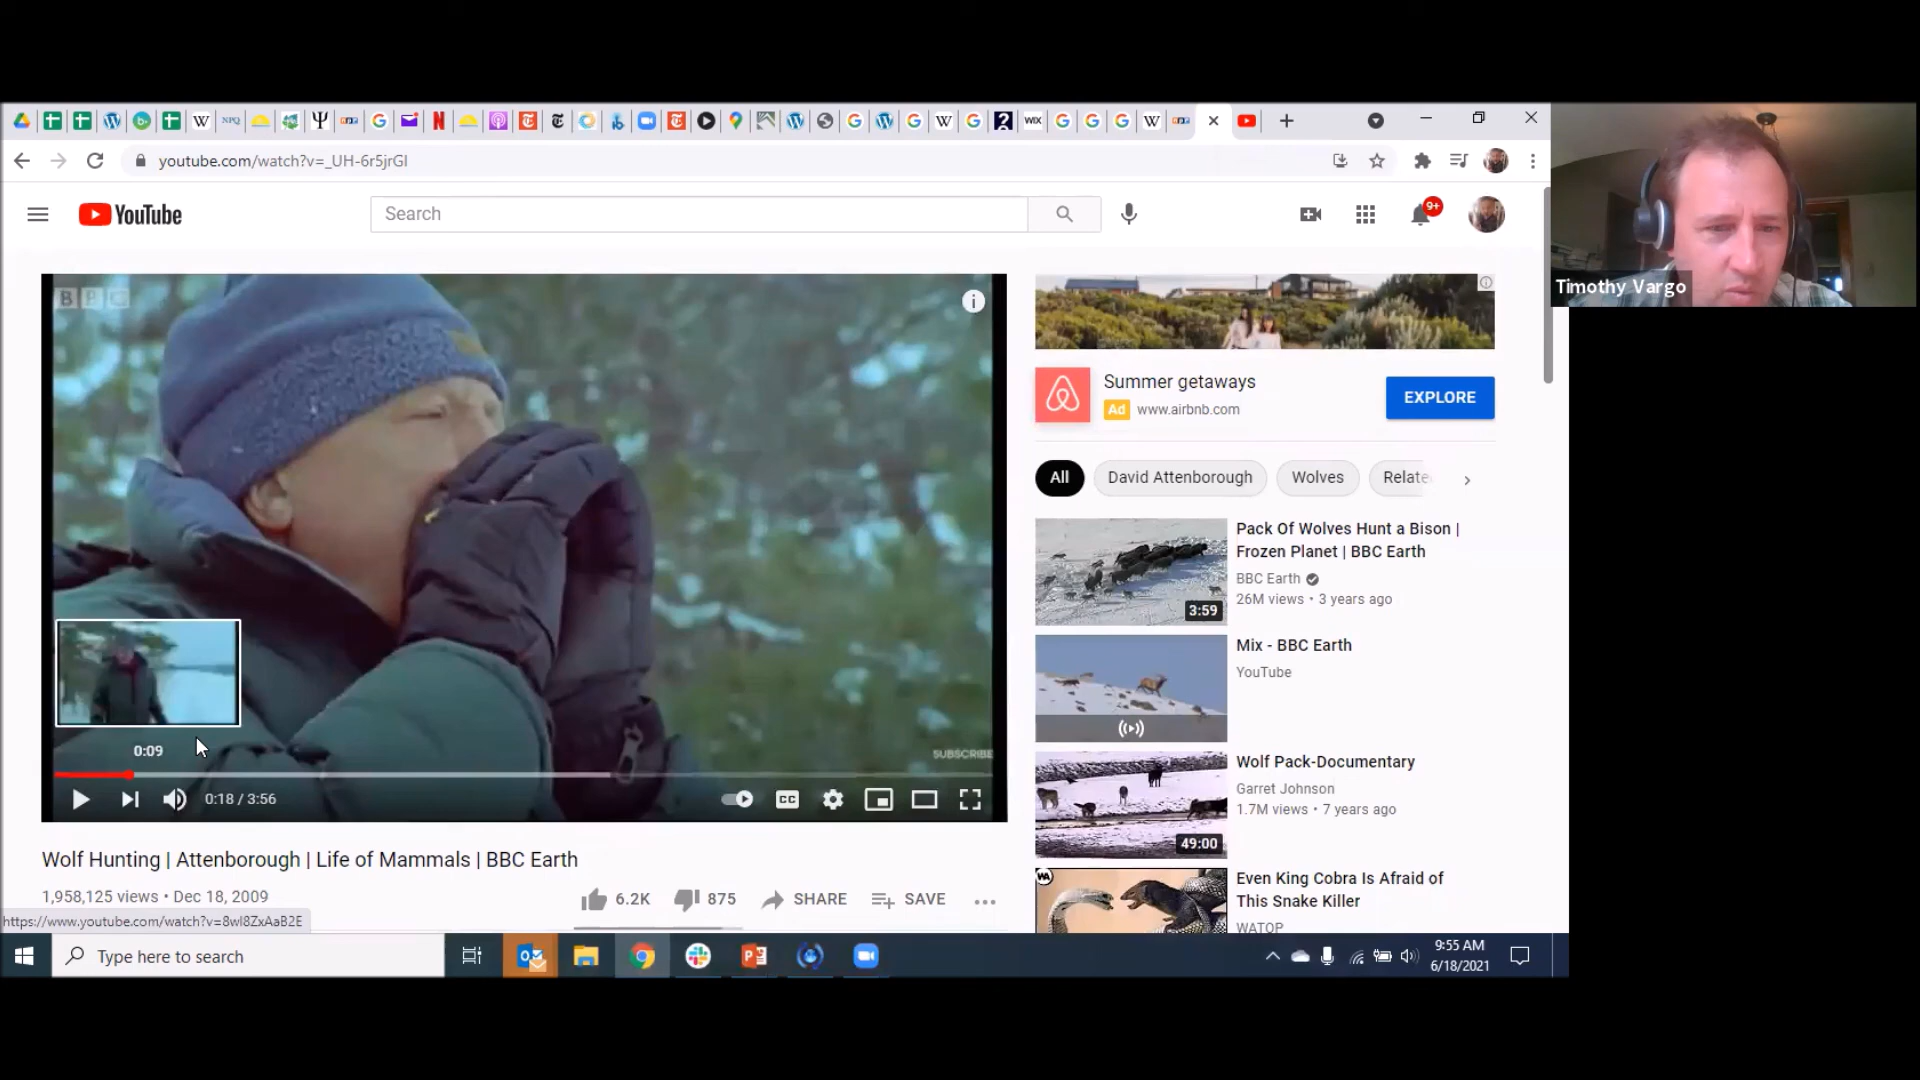 NPQ
WIX
youtube.com/watch?v=_UH-6r5jrGI
YouTube
Search
9+
BBC
SUBSCRIBE
0:09
0:18 / 3:56
CC
Wolf Hunting | Attenborough | Life of Mammals | BBC Earth
1,958,125 views • Dec 18, 2009
6.2K
875
SHARE
SAVE
https://www.youtube.com/watch?v=8wl8ZxAaB2E
Summer getaways
Ad www.airbnb.com
EXPLORE
All
David Attenborough
Wolves
Relate
Pack Of Wolves Hunt a Bison |
Frozen Planet | BBC Earth
BBC Earth
26M views • 3 years ago
3:59
Mix - BBC Earth
YouTube
Wolf Pack-Documentary
Garret Johnson
1.7M views • 7 years ago
49:00
WA
Even King Cobra Is Afraid of
This Snake Killer
WATOP
Timothy Vargo
Type here to search
9:55 AM
6/18/2021